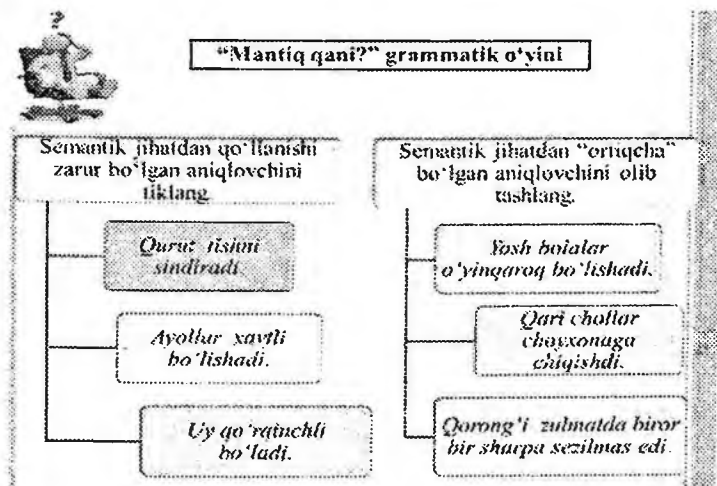 "Mantiq qani?" grammatik o'yini
Semantik jihatdan qo'llanishi
zarur bo'lgan aniqlovchini
tiklang.
Qurut tishni
sindiradi.
Ayollar xavfli
bo'lishadi.
Uy qo'rqinchli
bo'ladi.
Semantik jihatdan "ortiqcha"
bo'lgan aniqlovchini olib
tashlang.
Yosh bolalar
o'yinqaroq bo'lishadi.
Qari chollar
choyxonaga
chiqishdi.
Qorong'i zulmatda biror
bir sharpa sezilmas edi.